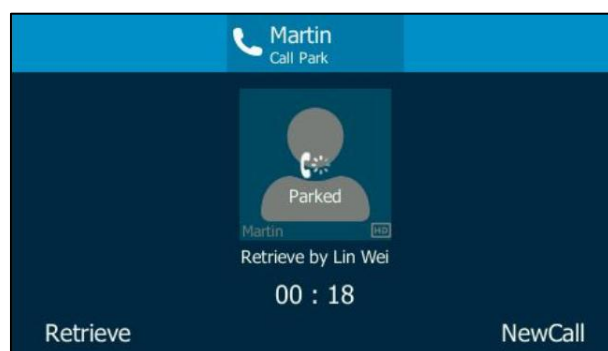 Martin
Call Park
Parked
Martin
HD
Retrieve by Lin Wei
00 : 18
Retrieve
NewCall